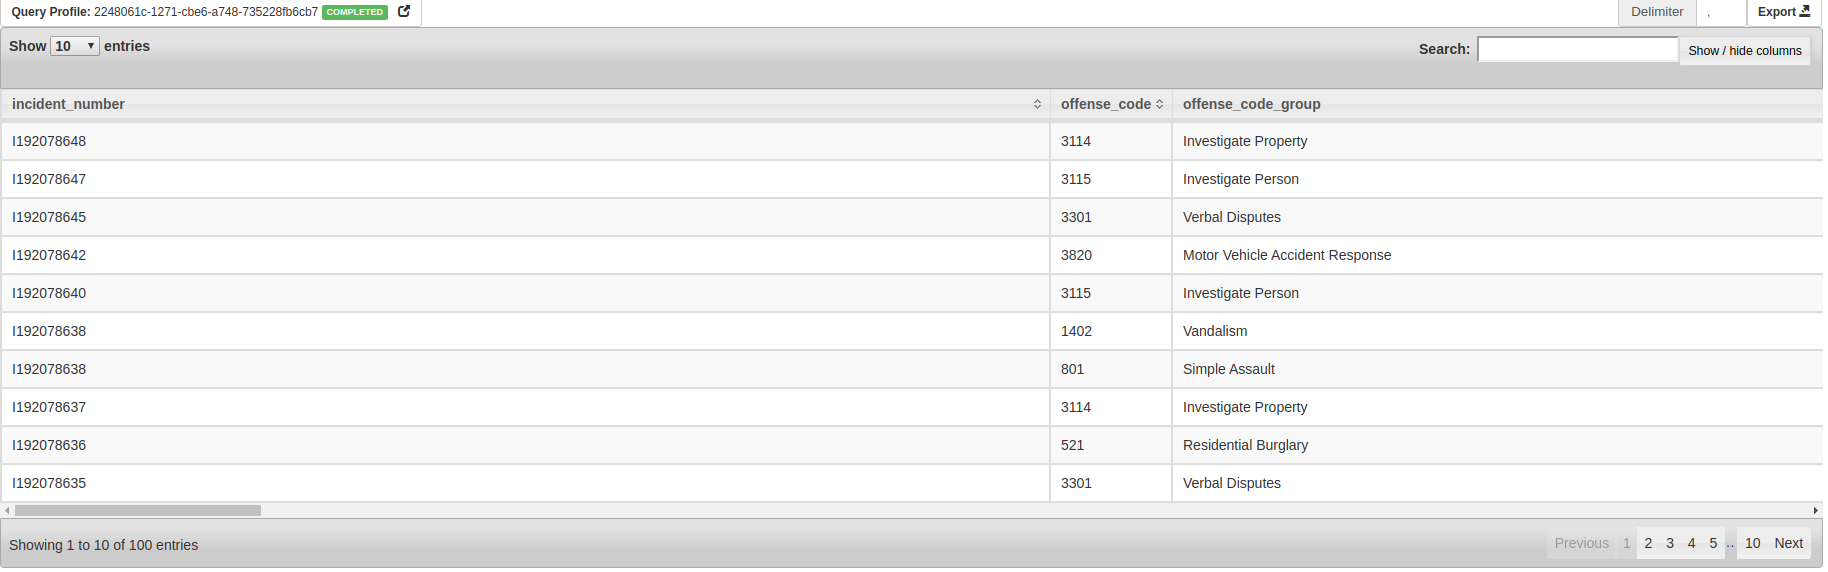 Query Profile: 2248061c-1271-cbe6-a748-735228fb6cb7 COMPLETED Delimiter , Export
Show 10 entries Search: Show / hide columns
incident_number offense_code offense_code_group
I192078648 3114 Investigate Property
I192078647 3115 Investigate Person
I192078645 3301 Verbal Disputes
I192078642 3820 Motor Vehicle Accident Response
I192078640 3115 Investigate Person
I192078638 1402 Vandalism
I192078638 801 Simple Assault
I192078637 3114 Investigate Property
I192078636 521 Residential Burglary
I192078635 3301 Verbal Disputes
Showing 1 to 10 of 100 entries Previous 1 2 3 4 5 .. 10 Next